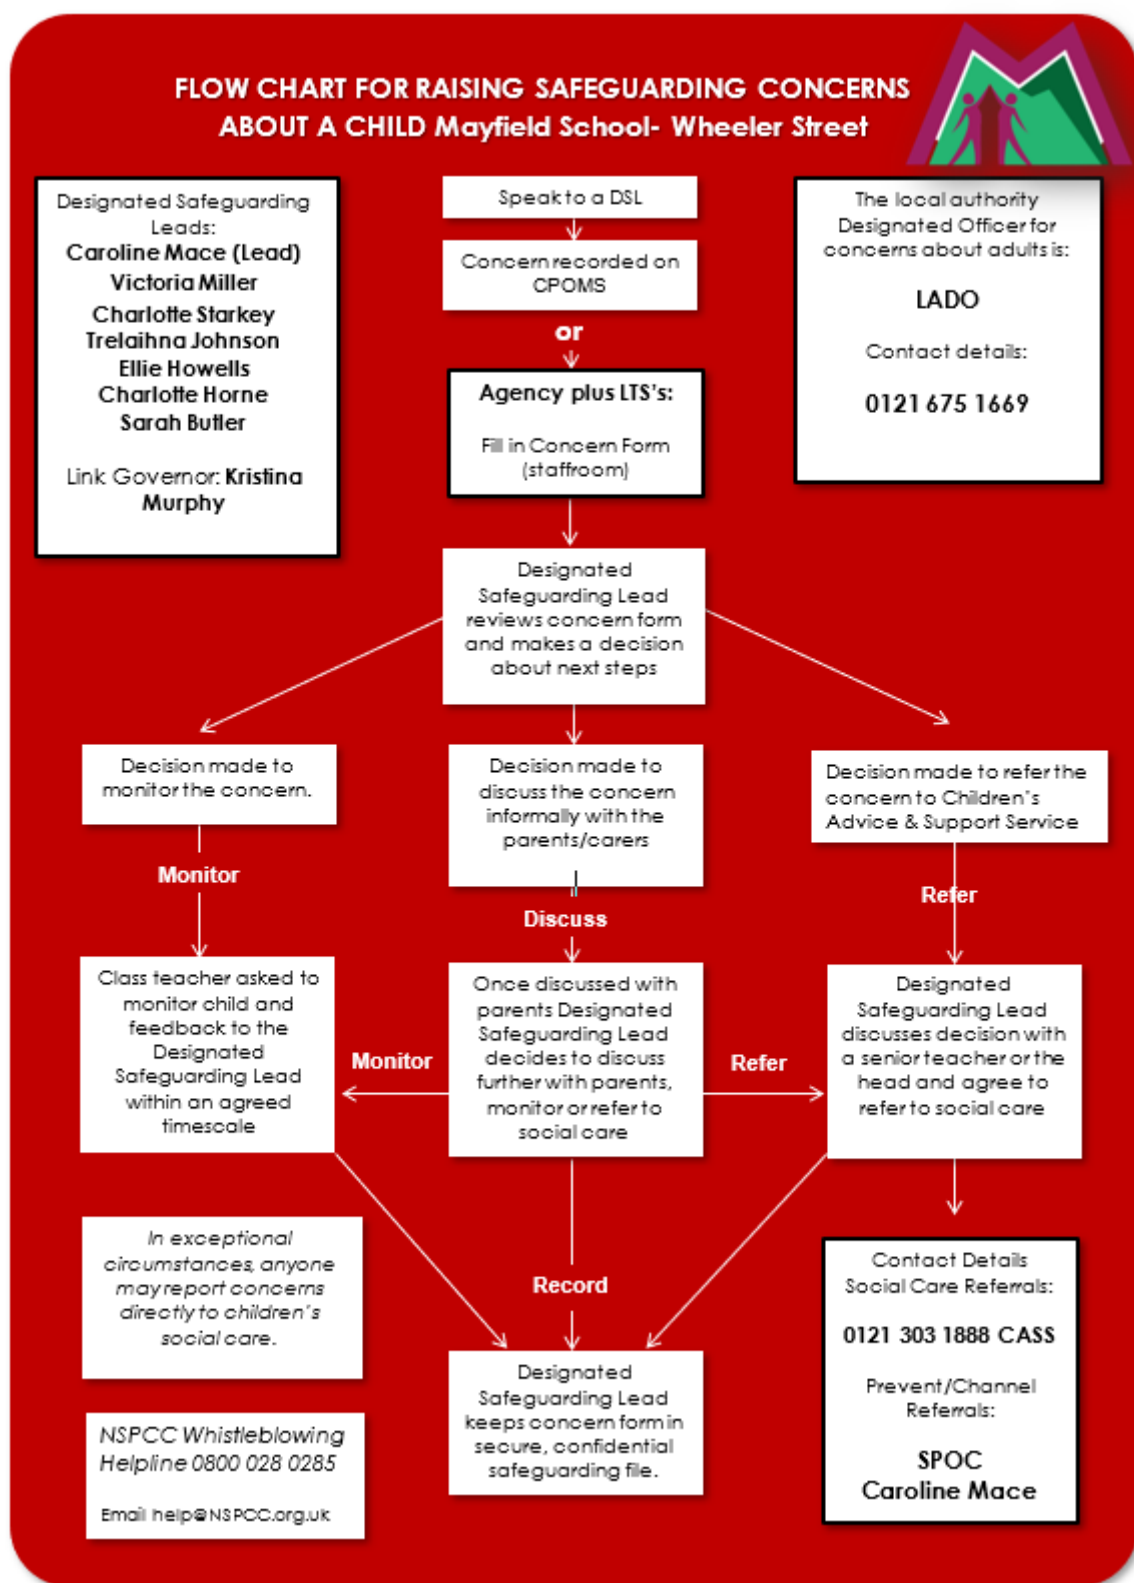 FLOW CHART FOR RAISING SAFEGUARDING CONCERNS
ABOUT A CHILD Mayfield School- Wheeler Street
Designated Safeguarding
Leads:
Caroline Mace (Lead)
Victoria Miller
Charlotte Starkey
Trelaihna Johnson
Ellie Howells
Charlotte Horne
Sarah Butler
Link Governor: Kristina
Murphy
Speak to a DSL
Concern recorded on
CPOMS
or
Agency plus LTS's:
Fill in Concern Form
(staffroom)
The local authority
Designated Officer for
concerns about adults is:
LADO
Contact details:
0121 675 1669
Designated
Safeguarding Lead
reviews concern form
and makes a decision
about next steps
Decision made to
monitor the concern.
Decision made to
discuss the concern
informally with the
parents/carers
Decision made to refer the
concern to Children's
Advice & Support Service
Monitor
Discuss
Refer
Class teacher asked to
monitor child and
feedback to the
Designated
Safeguarding Lead
within an agreed
timescale
Monitor
Once discussed with
parents Designated
Safeguarding Lead
decides to discuss
further with parents,
monitor or refer to
social care
Refer
Designated
Safeguarding Lead
discusses decision with
a senior teacher or the
head and agree to
refer to social care
In exceptional
circumstances, anyone
may report concerns
directly to children's
social care.
Record
Contact Details
Social Care Referrals:
0121 303 1888 CASS
Prevent/Channel
Referrals:
SPOC
Caroline Mace
Designated
Safeguarding Lead
keeps concern form in
secure, confidential
safeguarding file.
NSPCC Whistleblowing
Helpline 0800 028 0285
Email help@NSPCC.org.uk